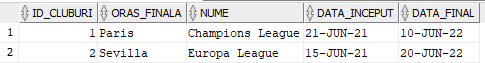 ID_CLUBURI ORAS_FINALA NUME DATA_INCEPUT DATA_FINAL
1 1 Paris Champions League 21-JUN-21 10-JUN-22
2 2 Sevilla Europa League 15-JUN-21 20-JUN-22